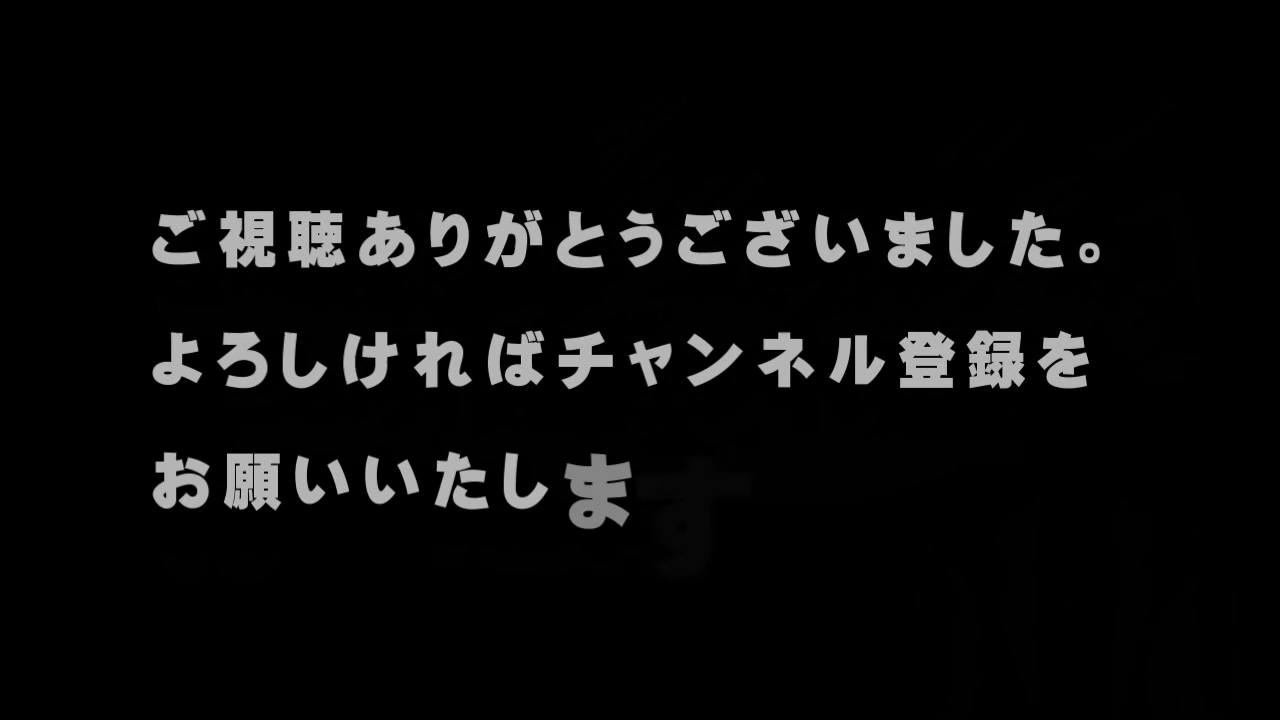 ご視聴ありがとうございました。
よろしければチャンネル登録を
お願いいたします